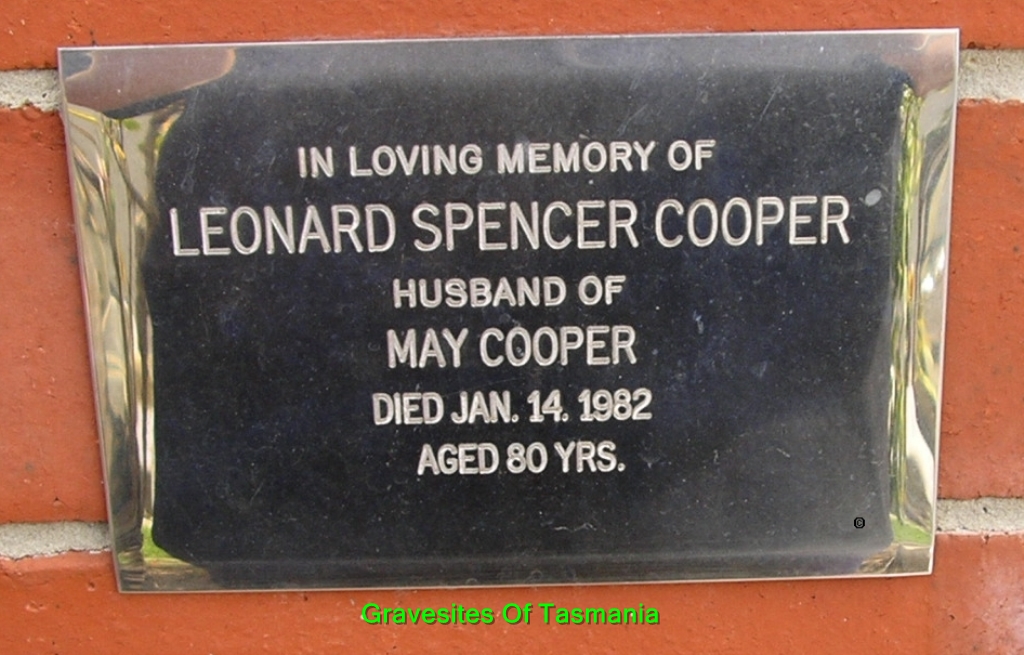 IN LOVING MEMORY OF
LEONARD SPENCER COOPER
HUSBAND OF
MAY COOPER
DIED JAN. 14. 1982
AGED 80 YRS.
©
Gravesites Of Tasmania